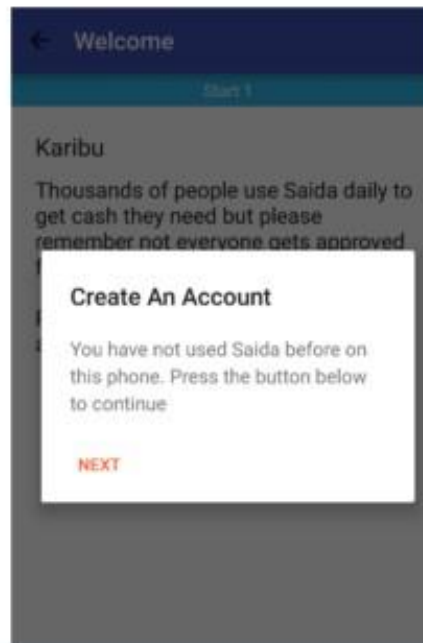 Welcome
Start 1
Karibu
Thousands of people use Saida daily to
get cash they need but please
remember not everyone gets approved
Create An Account
You have not used Saida before on
this phone. Press the button below
to continue
NEXT